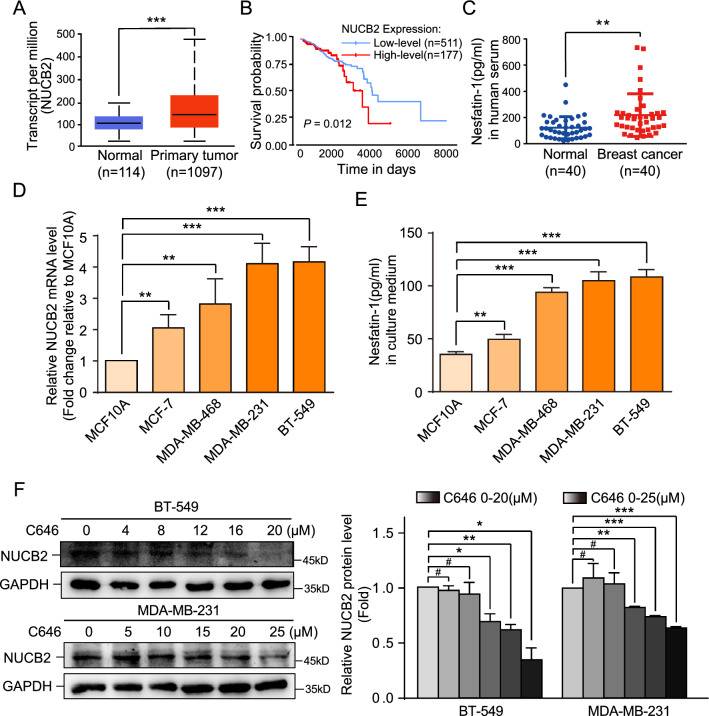 A
Transcript per million
(NUCB2)
500
400
300
200
100
***
Normal
(n=114)
Primary tumor
(n=1097)
B
NUCB2 Expression:
Low-level (n=511)
High-level(n=177)
Survival probability
1.00
0.75
0.50
0.25
0.00
P = 0.012
0
2000
4000
6000
8000
Time in days
C
Nesfatin-1(pg/ml)
in human serum
800
600
400
200
0
**
Normal
(n=40)
Breast cancer
(n=40)
D
Relative NUCB2 mRNA level
(Fold change relative to MCF10A)
5
4
3
2
1
0
***
***
**
**
MCF10A
MCF-7
MDA-MB-468
MDA-MB-231
BT-549
E
Nesfatin-1(pg/ml)
in culture medium
150
100
50
0
***
***
***
**
MCF10A
MCF-7
MDA-MB-468
MDA-MB-231
BT-549
F
BT-549
C646 0 4 8 12 16 20 (μM)
NUCB2
45kD
GAPDH
35kD
MDA-MB-231
C646 0 5 10 15 20 25 (μM)
NUCB2
45kD
GAPDH
35kD
C646 0-20(μM)
C646 0-25(μM)
Relative NUCB2 protein level
(Fold)
1.5
1.0
0.5
0.0
*
**
*
#
#
***
***
**
#
#
BT-549
MDA-MB-231